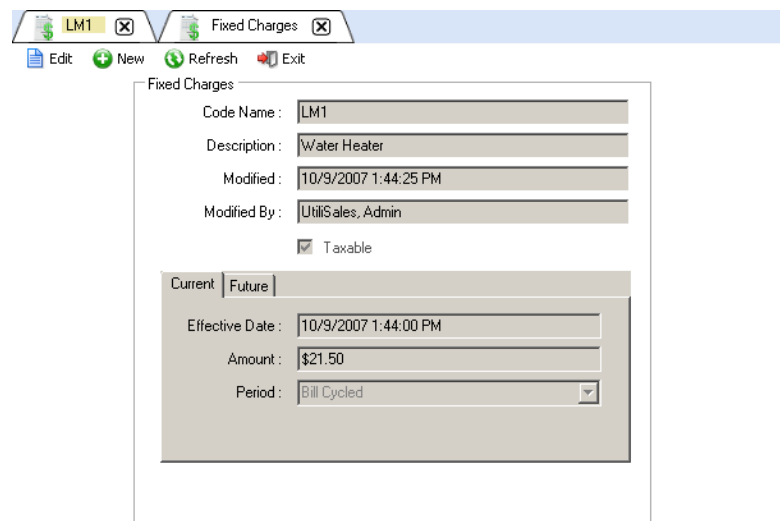 LM1 Fixed Charges
Edit New Refresh Exit
Fixed Charges
Code Name : LM1
Description : Water Heater
Modified : 10/9/2007 1:44:25 PM
Modified By : UtiliSales, Admin
Taxable
Current Future
Effective Date : 10/9/2007 1:44:00 PM
Amount : $21.50
Period : Bill Cycled